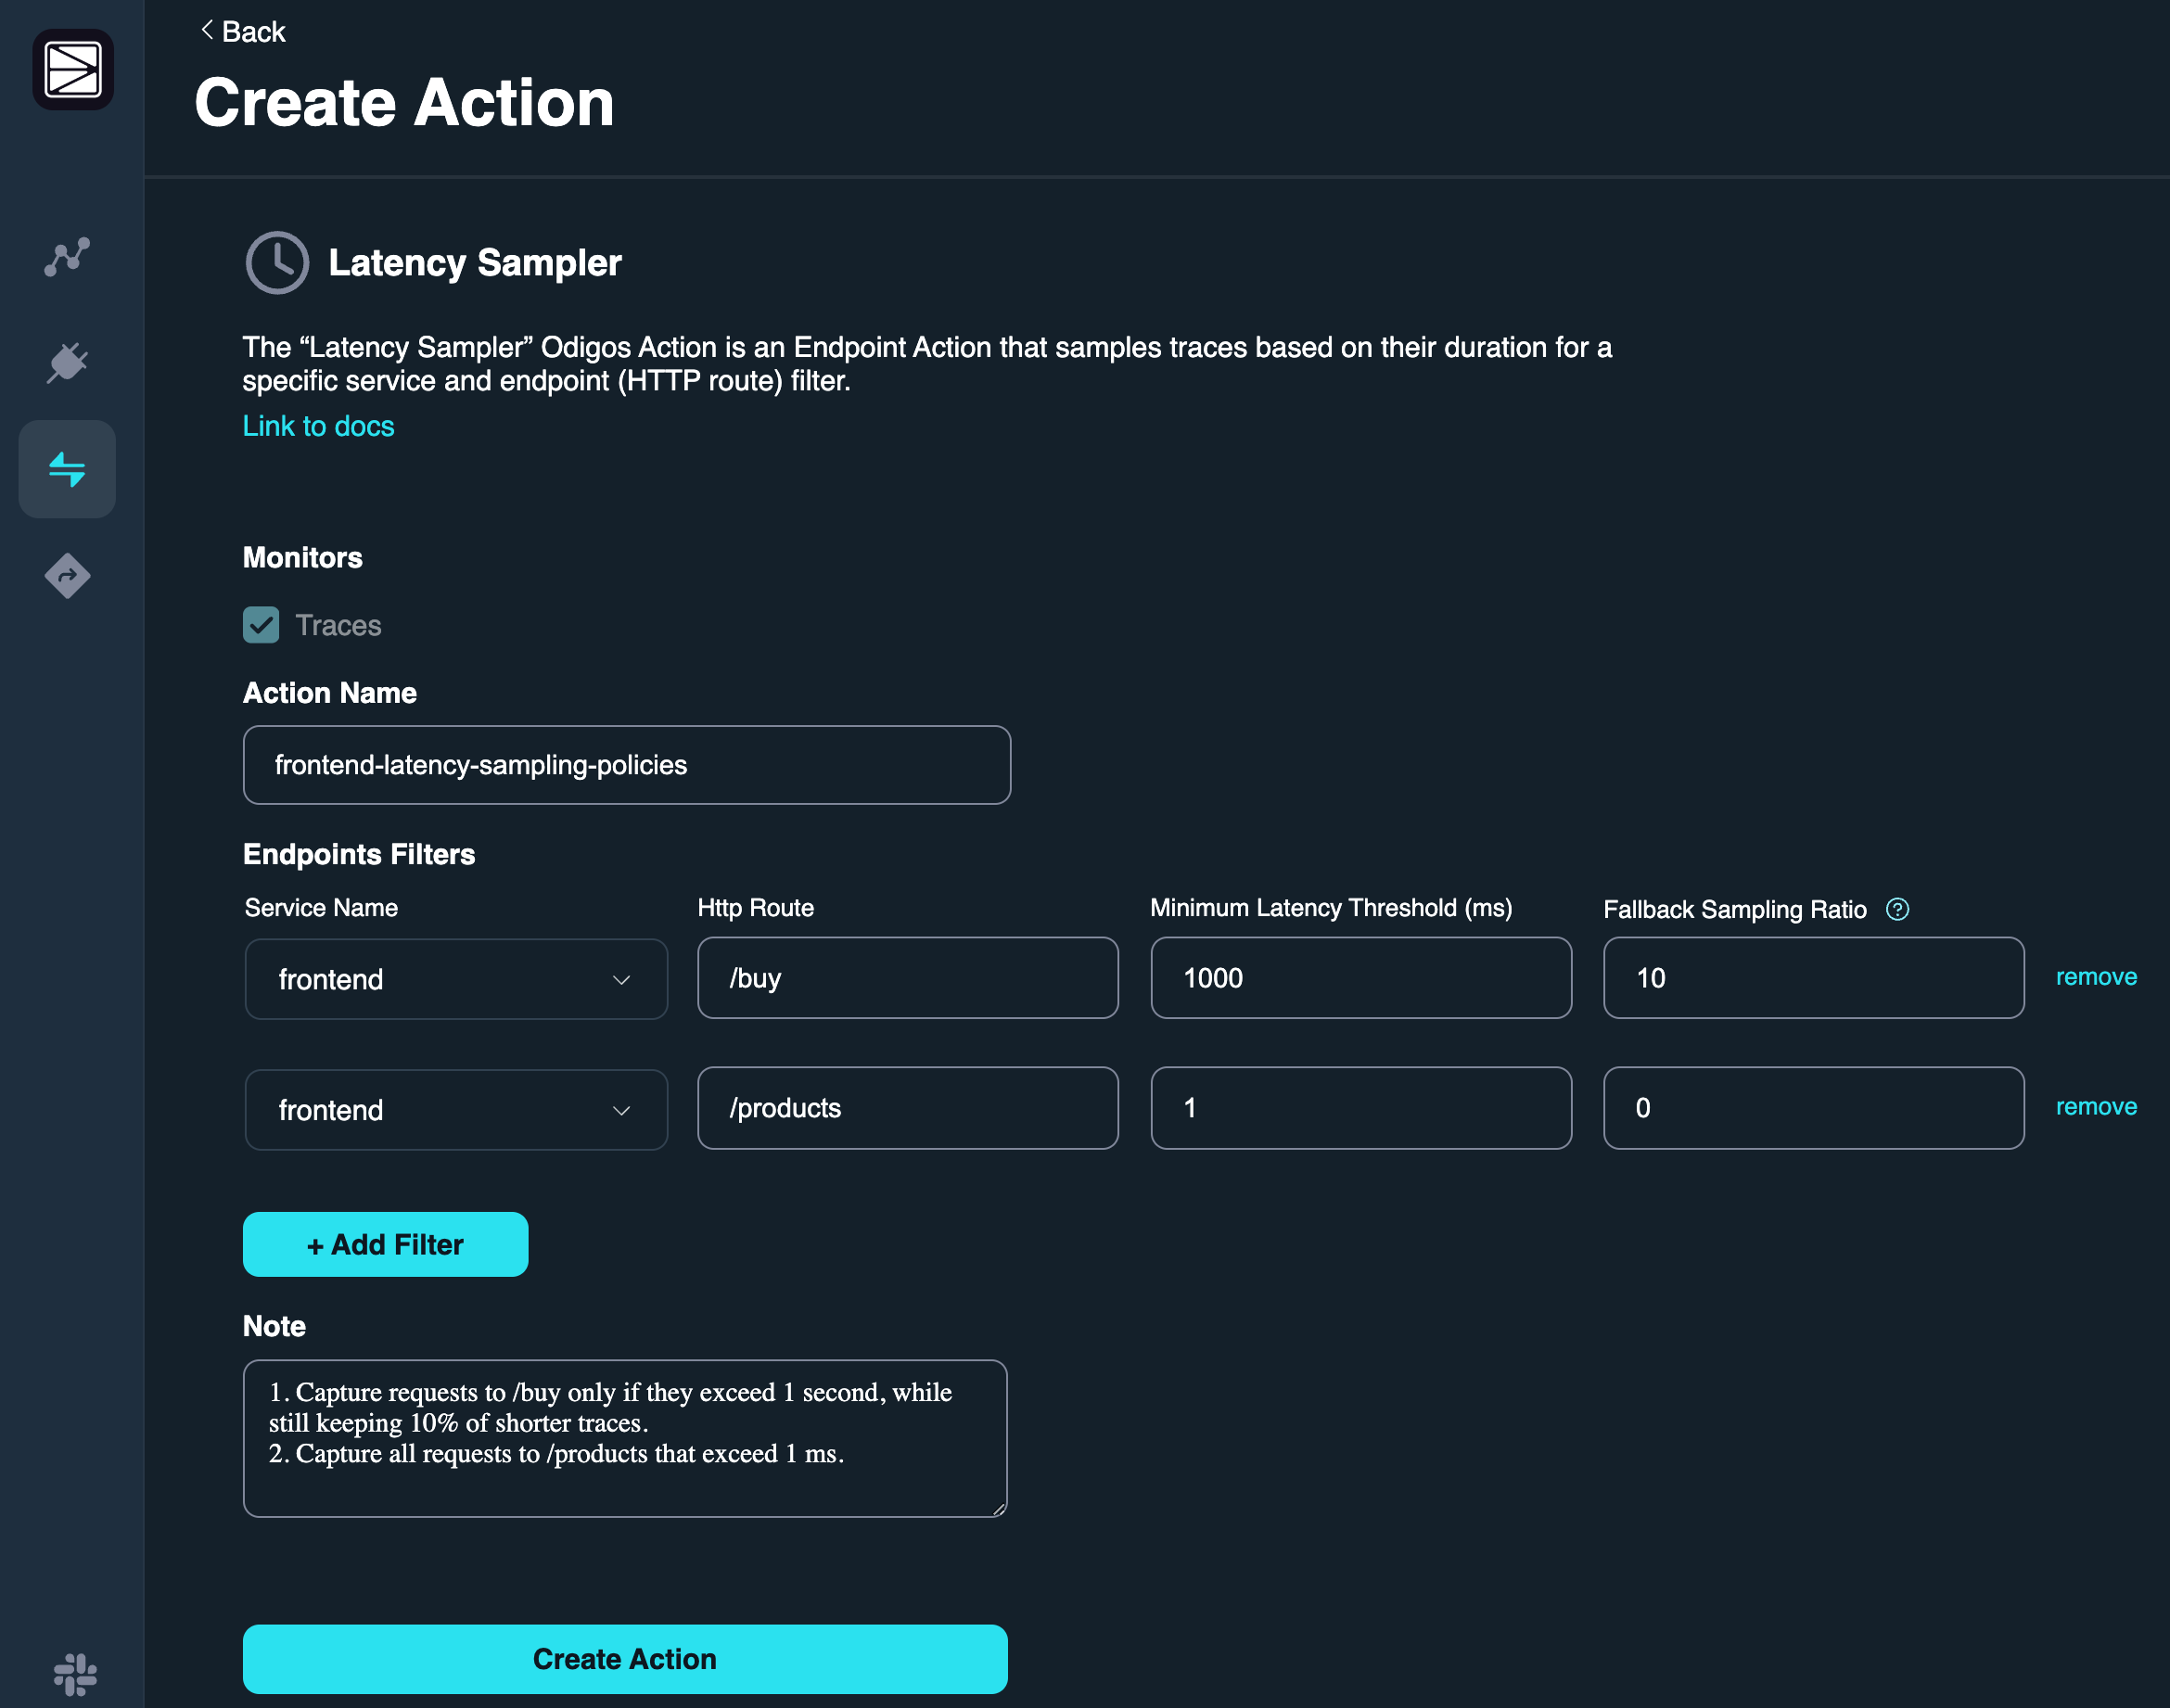 Back
Create Action
Latency Sampler
The “Latency Sampler” Odigos Action is an Endpoint Action that samples traces based on their duration for a
specific service and endpoint (HTTP route) filter.
Link to docs
Monitors
Traces
Action Name
frontend-latency-sampling-policies
Endpoints Filters
Service Name Http Route Minimum Latency Threshold (ms) Fallback Sampling Ratio ?
frontend /buy 1000 10 remove
frontend /products 1 0 remove
+ Add Filter
Note
1. Capture requests to /buy only if they exceed 1 second, while
still keeping 10% of shorter traces.
2. Capture all requests to /products that exceed 1 ms.
Create Action